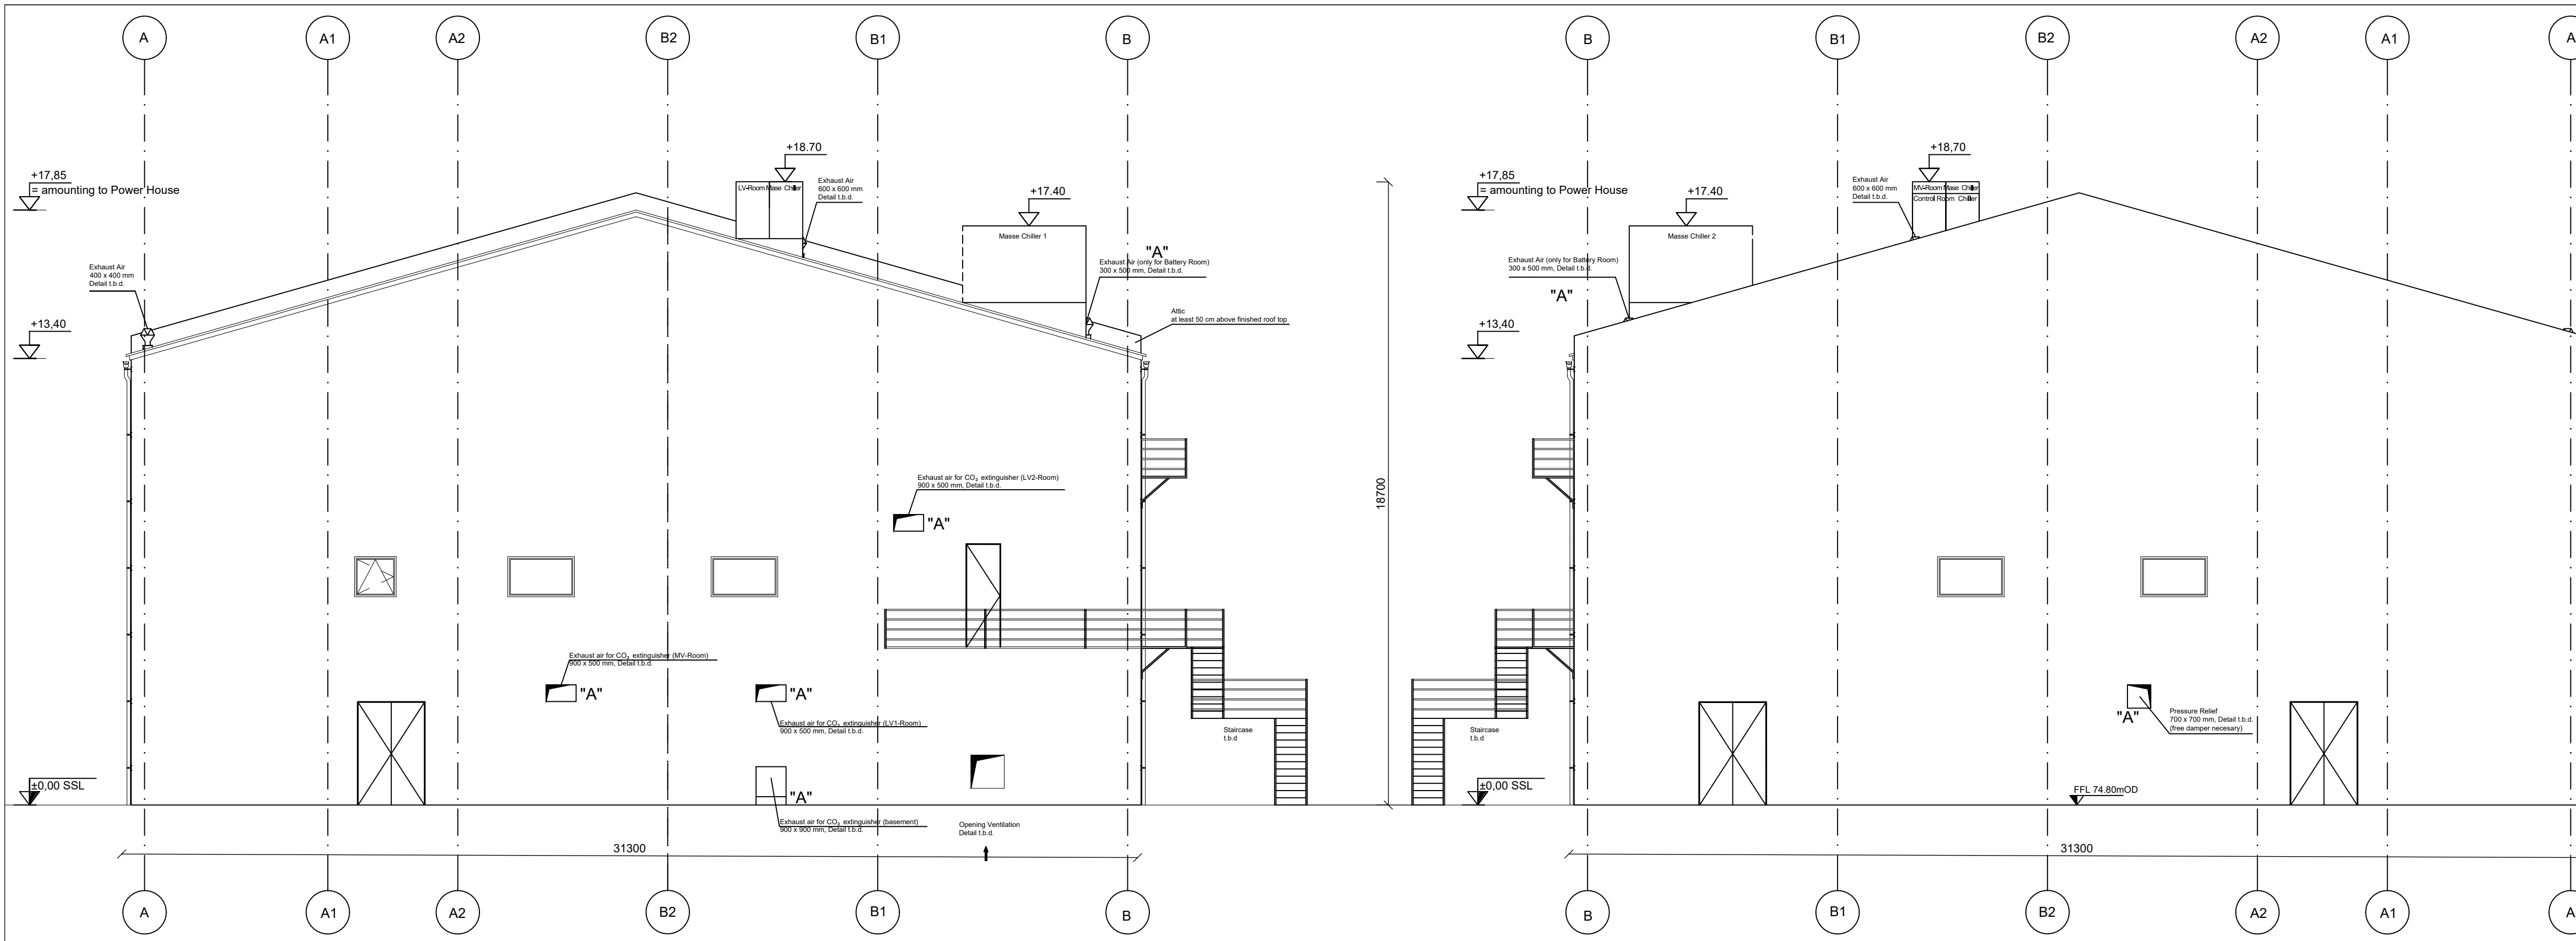 A
A1
A2
B2
B1
B
B
B1
B2
A2
A1
A
+17,85
= amounting to Power House
+18.70
LV-Room Mase Chiller
Exhaust Air
600 x 600 mm
Detail t.b.d.
+17.40
Masse Chiller 1
"A"
Exhaust Air (only for Battery Room)
300 x 500 mm, Detail t.b.d.
Exhaust Air
400 x 400 mm
Detail t.b.d.
+13,40
Attic
at least 50 cm above finished roof top
Exhaust air for CO₂ extinguisher (LV2-Room)
900 x 500 mm, Detail t.b.d.
"A"
Exhaust air for CO₂ extinguisher (MV-Room)
900 x 500 mm, Detail t.b.d.
"A"
"A"
Exhaust air for CO₂ extinguisher (LV1-Room)
900 x 500 mm, Detail t.b.d.
Staircase
t.b.d
±0,00 SSL
"A"
Exhaust air for CO₂ extinguisher (basement)
900 x 900 mm, Detail t.b.d.
Opening Ventilation
Detail t.b.d.
31300
18700
+17,85
= amounting to Power House
+17.40
Masse Chiller 2
Exhaust Air
600 x 600 mm
Detail t.b.d.
+18,70
MV-Room Mase Chiller
Control Room Chiller
Exhaust Air (only for Battery Room)
300 x 500 mm, Detail t.b.d.
"A"
+13,40
"A"
Pressure Relief
700 x 700 mm, Detail t.b.d.
(free damper necesary)
Staircase
t.b.d
±0,00 SSL
FFL 74.80mOD
31300
A
A1
A2
B2
B1
B
B
B1
B2
A2
A1
A